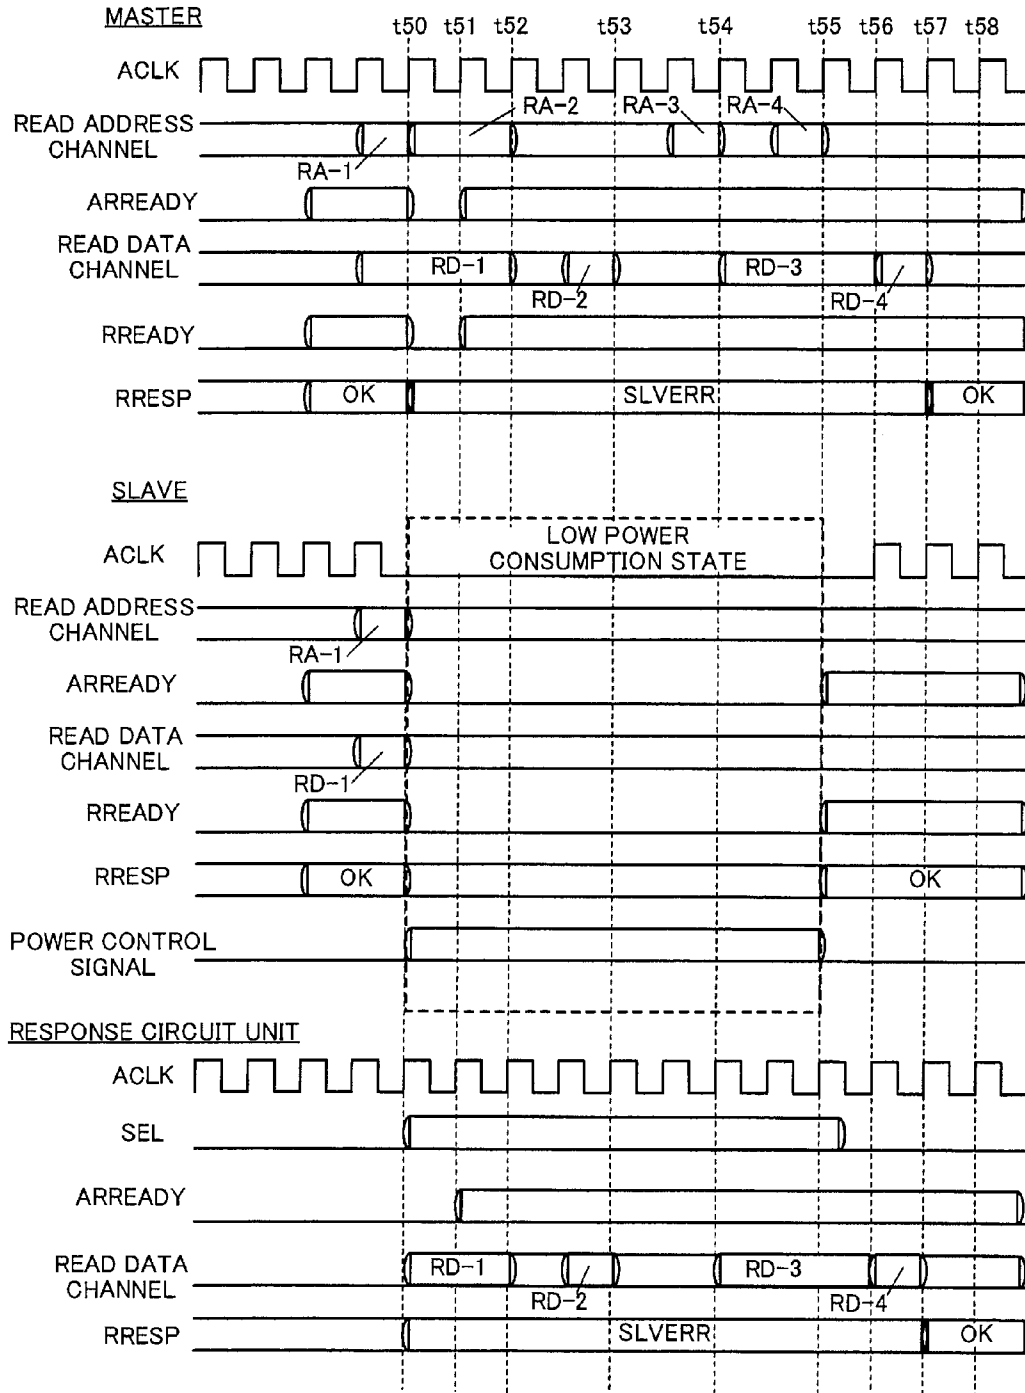 MASTER
t50 t51 t52 t53 t54 t55 t56 t57 t58
ACLK
RA-2 RA-3 RA-4
READ ADDRESS
CHANNEL
RA-1
ARREADY
READ DATA
CHANNEL
RD-1 RD-3
RD-2 RD-4
RREADY
RRESP OK SLVERR OK
SLAVE
LOW POWER
CONSUMPTION STATE
ACLK
READ ADDRESS
CHANNEL
RA-1
ARREADY
READ DATA
CHANNEL
RD-1
RREADY
RRESP OK OK
POWER CONTROL
SIGNAL
RESPONSE CIRCUIT UNIT
ACLK
SEL
ARREADY
READ DATA
CHANNEL
RD-1 RD-3
RD-2 RD-4
RRESP SLVERR OK